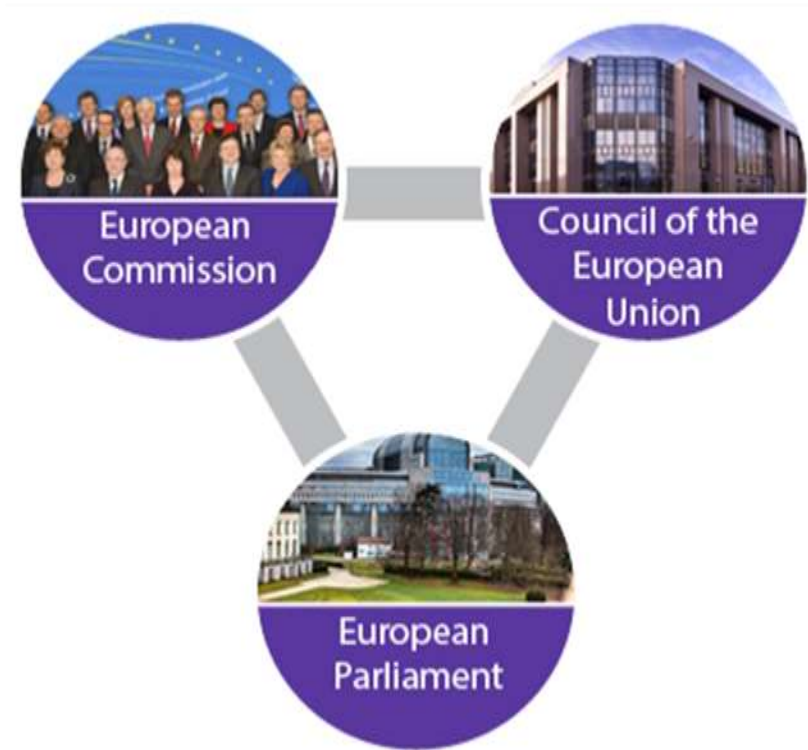 European
Commission
Council of the
European
Union
European
Parliament